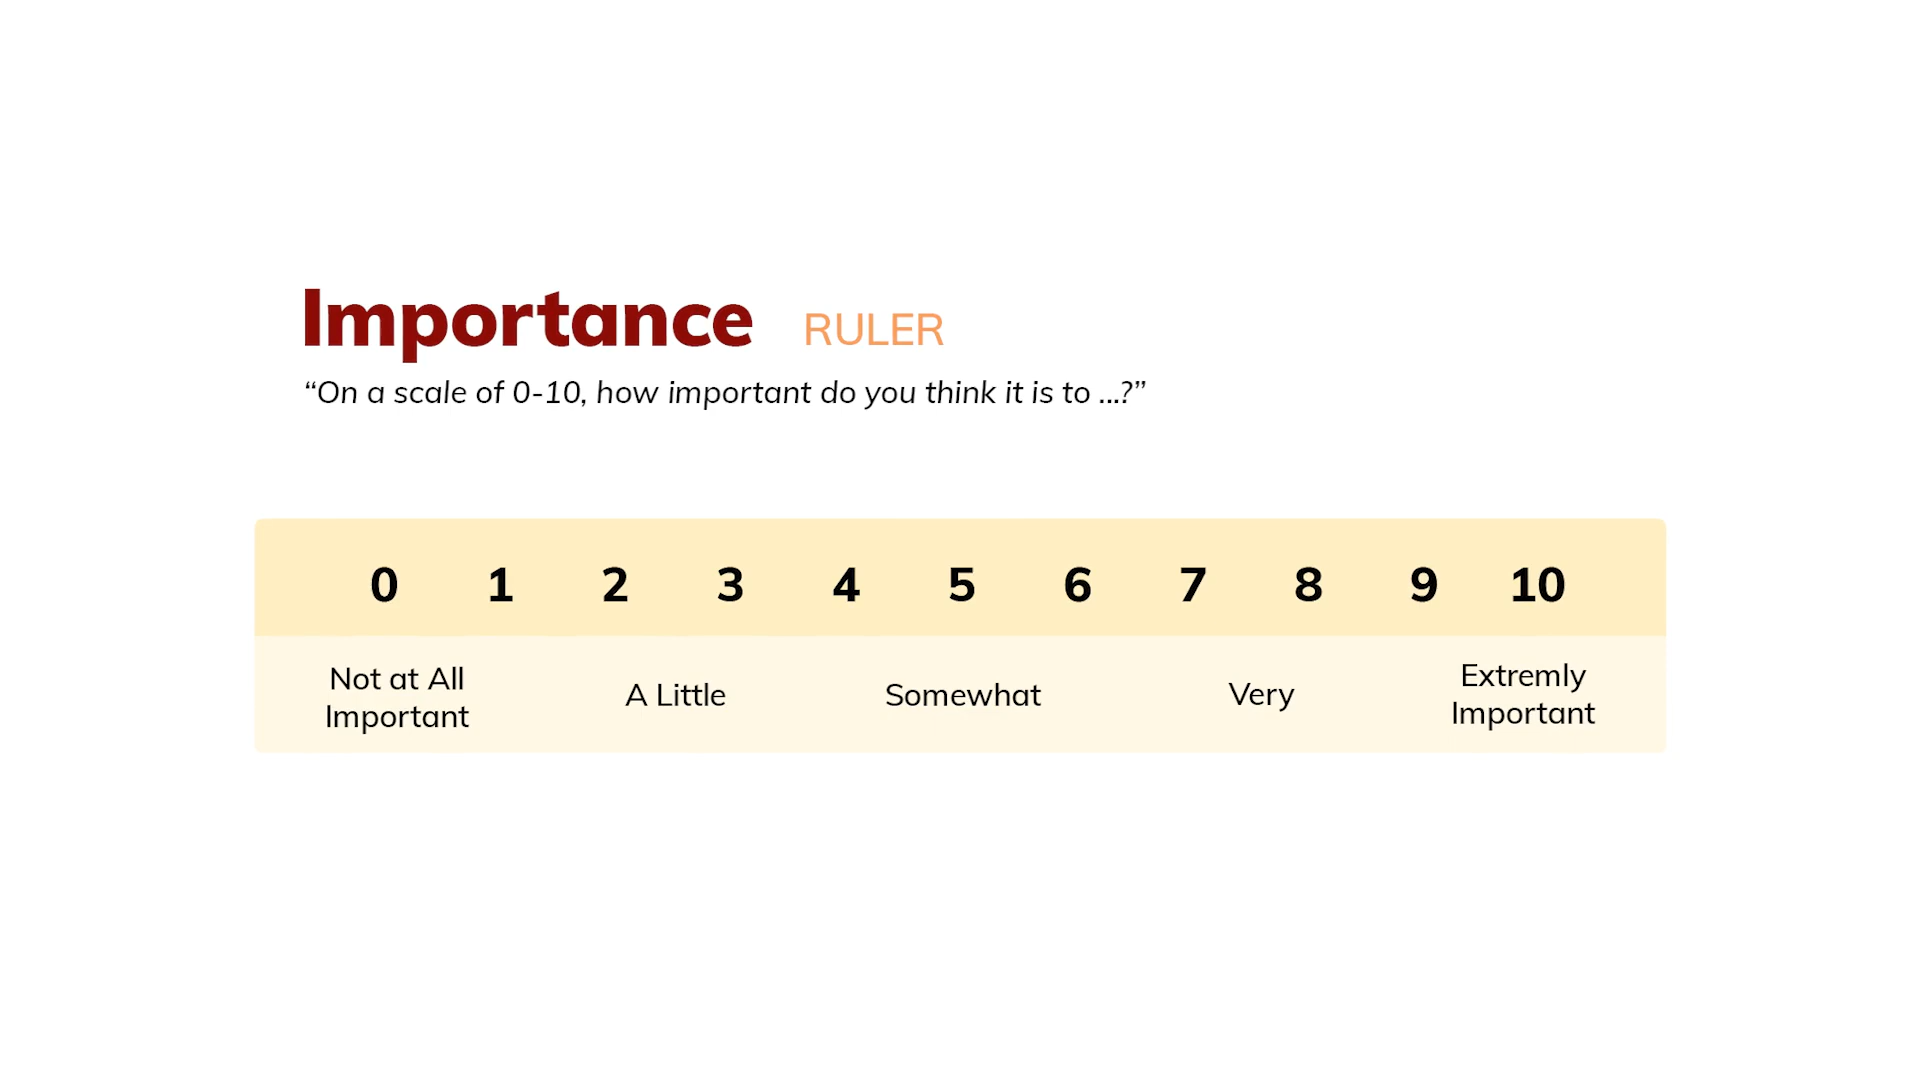 Importance RULER
“On a scale of 0-10, how important do you think it is to ...?”
0 1 2 3 4 5 6 7 8 9 10
Not at All
Important
A Little
Somewhat
Very
Extremly
Important